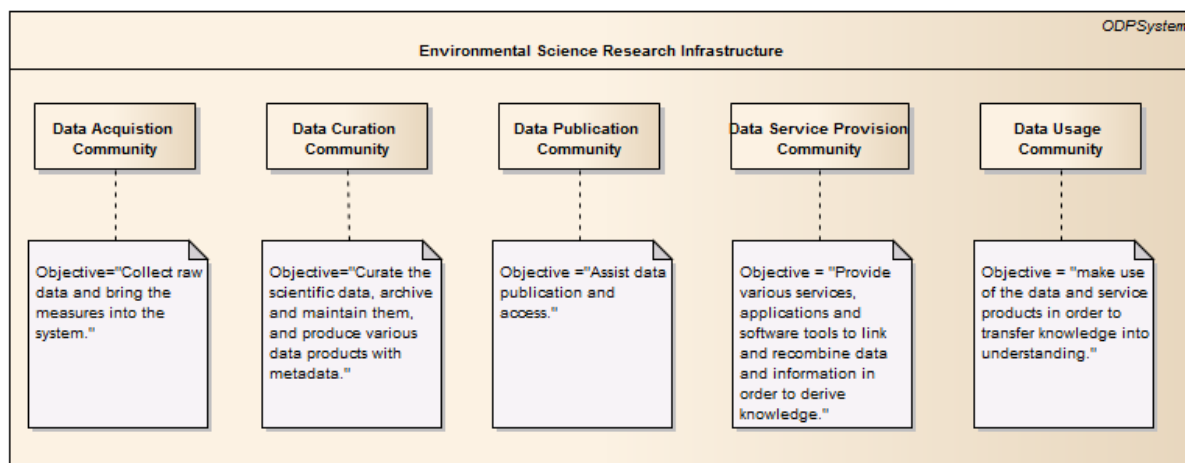 ODPSystem
Environmental Science Research Infrastructure
Data Acquistion
Community
Data Curation
Community
Data Publication
Community
Data Service Provision
Community
Data Usage
Community
Objective="Collect raw
data and bring the
measures into the
system."
Objective="Curate the
scientific data, archive
and maintain them,
and produce various
data products with
metadata."
Objective ="Assist data
publication and
access."
Objective = "Provide
various services,
applications and
software tools to link
and recombine data
and information in
order to derive
knowledge."
Objective = "make use
of the data and service
products in order to
transfer knowledge into
understanding."